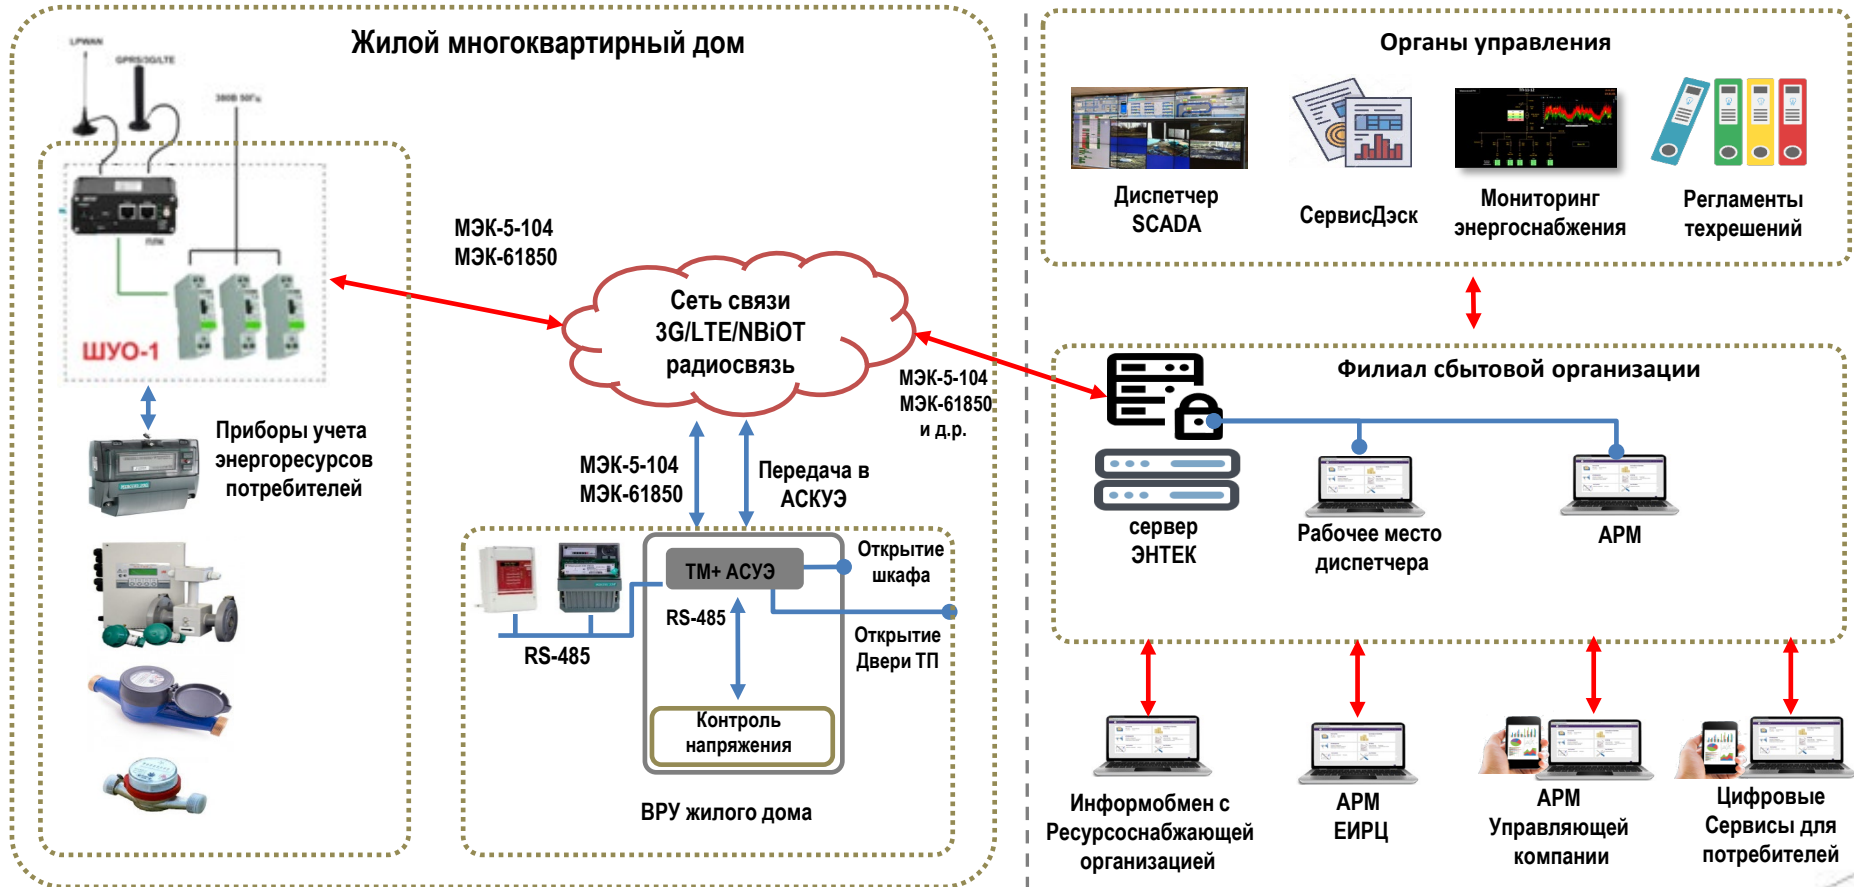 Жилой многоквартирный дом
LPWAN
GPRS/3G/LTE
380В 50Гц
ПЛК
ШУО-1
Приборы учета
энергоресурсов
потребителей
МЭК-5-104
МЭК-61850
Сеть связи
3G/LTE/NBiOT
радиосвязь
МЭК-5-104
МЭК-61850
и д.р.
МЭК-5-104
МЭК-61850
Передача в
АСКУЭ
ТМ+ АСУЭ
Открытие
шкафа
RS-485
RS-485
Открытие
Двери ТП
Контроль
напряжения
ВРУ жилого дома
Органы управления
Диспетчер
SCADA
СервисДэск
Мониторинг
энергоснабжения
Регламенты
техрешений
Филиал сбытовой организации
сервер
ЭНТЕК
Рабочее место
диспетчера
АРМ
Информобмен с
Ресурсоснабжающей
организацией
АРМ
ЕИРЦ
АРМ
Управляющей
компании
Цифровые
Сервисы для
потребителей